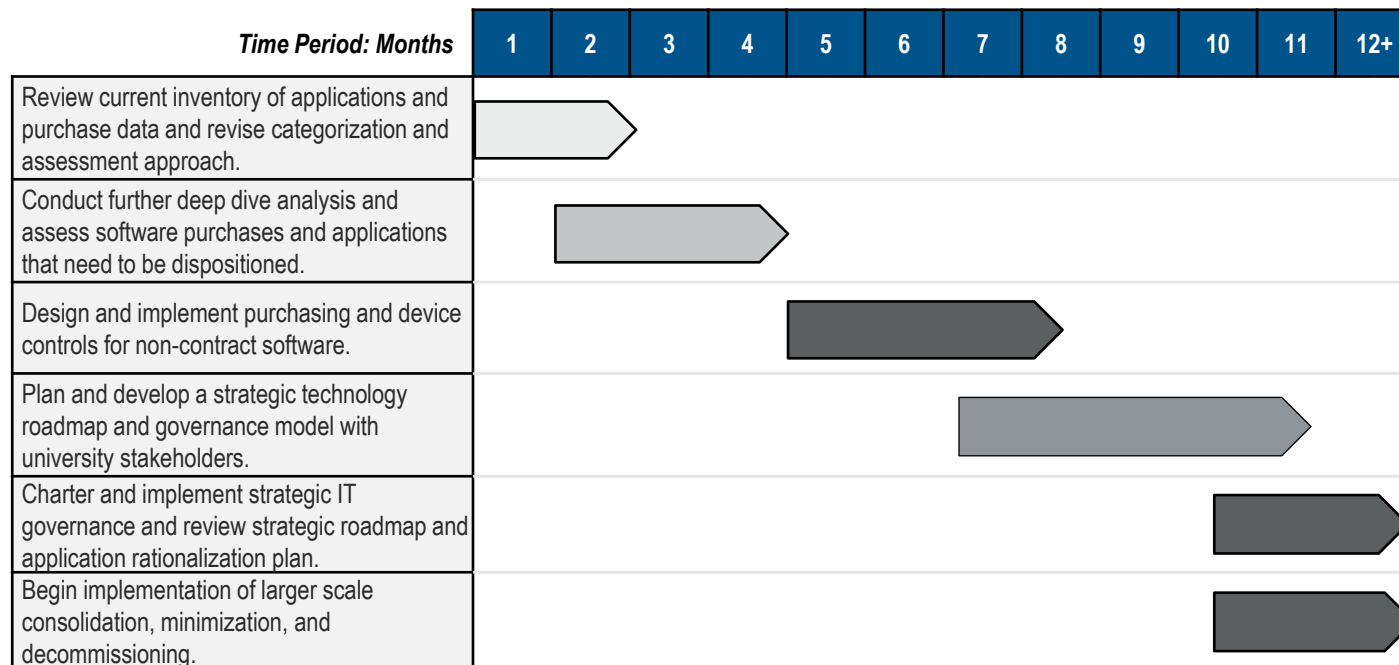 Time Period: Months 1 2 3 4 5 6 7 8 9 10 11 12+
Review current inventory of applications and
purchase data and revise categorization and
assessment approach.
Conduct further deep dive analysis and
assess software purchases and applications
that need to be dispositioned.
Design and implement purchasing and device
controls for non-contract software.
Plan and develop a strategic technology
roadmap and governance model with
university stakeholders.
Charter and implement strategic IT
governance and review strategic roadmap and
application rationalization plan.
Begin implementation of larger scale
consolidation, minimization, and
decommissioning.